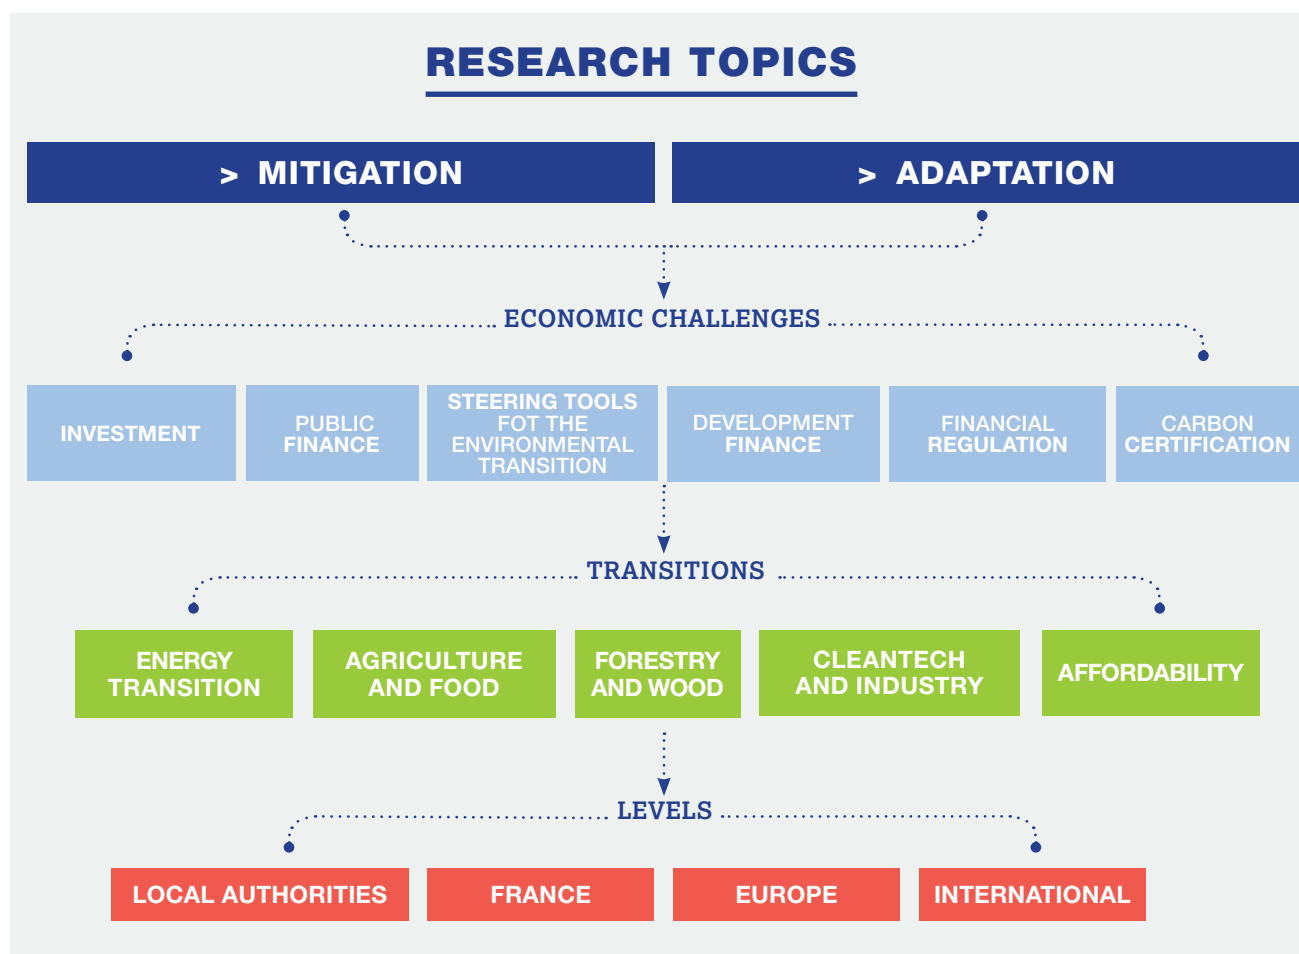 RESEARCH TOPICS
> MITIGATION
> ADAPTATION
ECONOMIC CHALLENGES
INVESTMENT
PUBLIC
FINANCE
STEERING TOOLS
FOT THE
ENVIRONMENTAL
TRANSITION
DEVELOPMENT
FINANCE
FINANCIAL
REGULATION
CARBON
CERTIFICATION
TRANSITIONS
ENERGY
TRANSITION
AGRICULTURE
AND FOOD
FORESTRY
AND WOOD
CLEANTECH
AND INDUSTRY
AFFORDABILITY
LEVELS
LOCAL AUTHORITIES
FRANCE
EUROPE
INTERNATIONAL